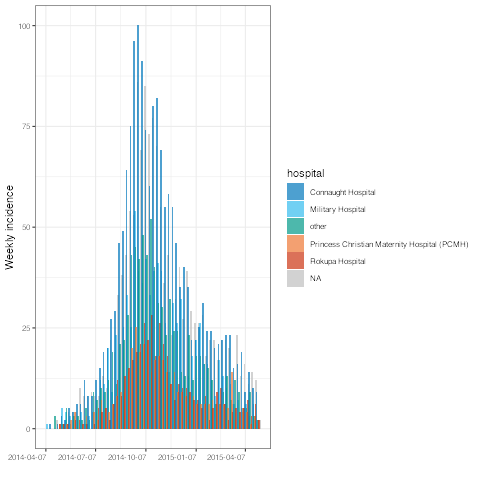 100
75
50
25
0
Weekly incidence
2014-04-07 2014-07-07 2014-10-07 2015-01-07 2015-04-07
hospital
Connaught Hospital
Military Hospital
other
Princess Christian Maternity Hospital (PCMH)
Rokupa Hospital
NA